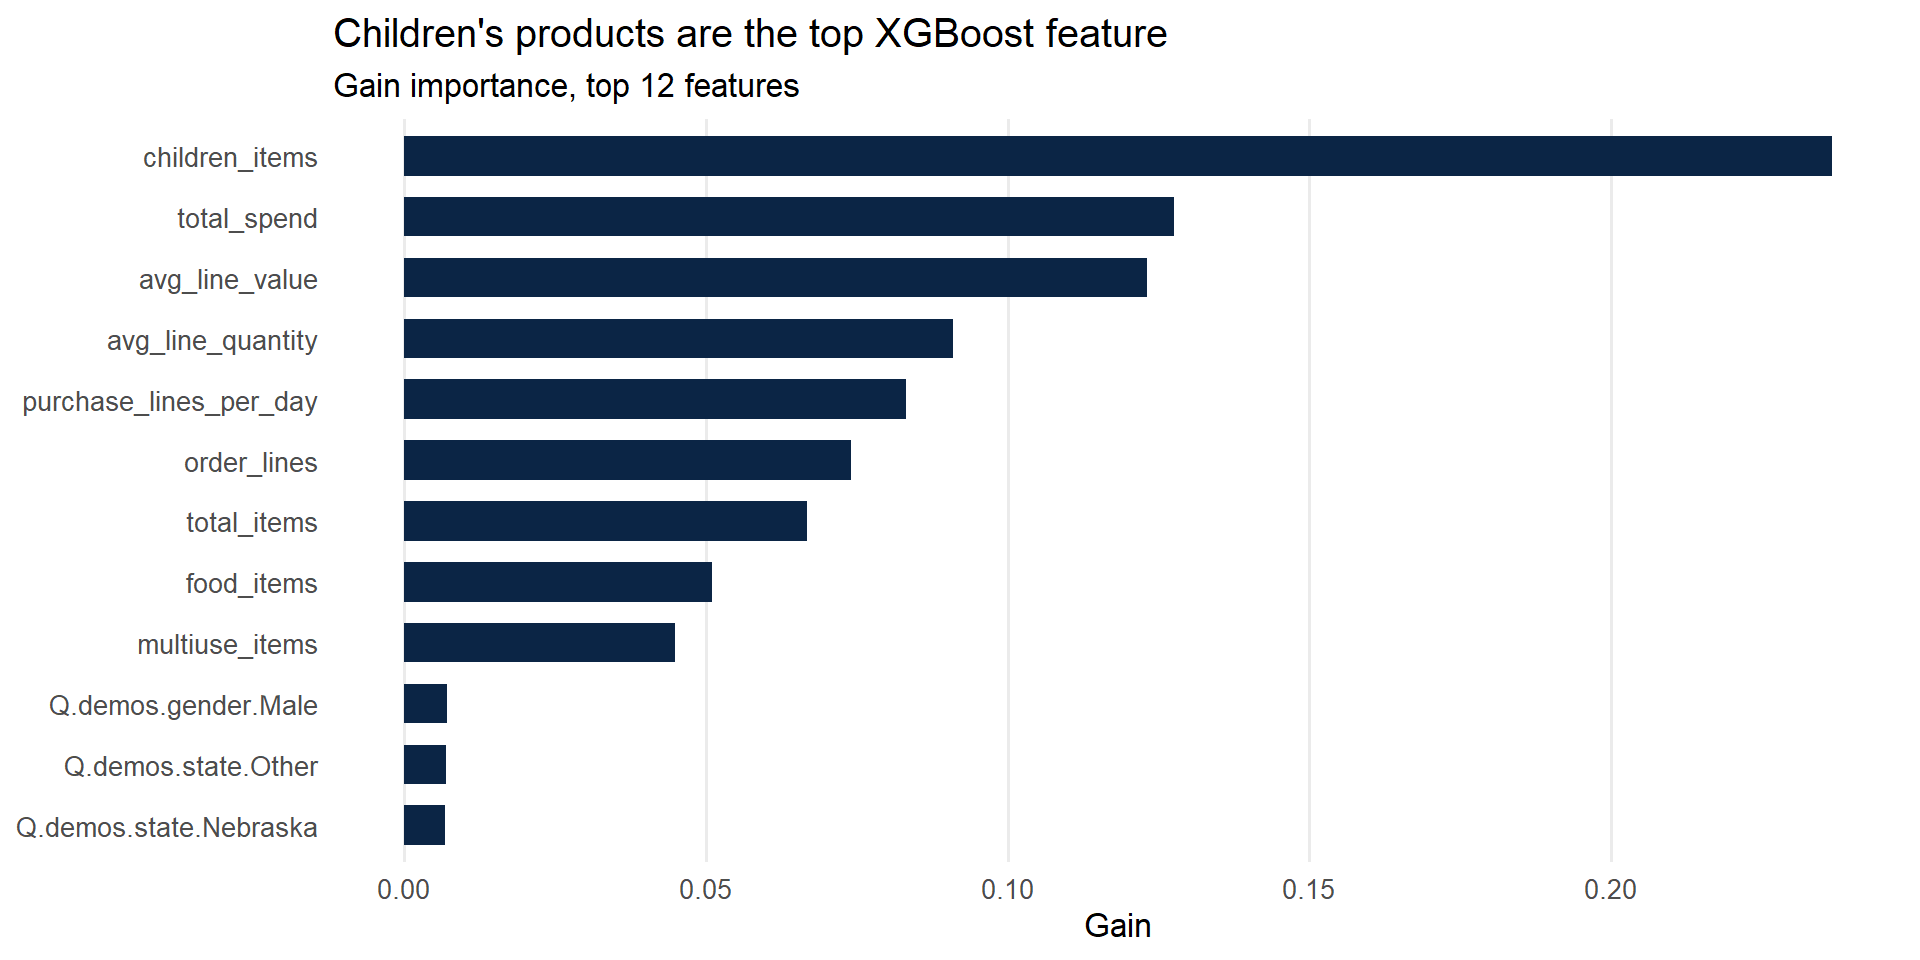 Children's products are the top XGBoost feature
Gain importance, top 12 features
children_items
total_spend
avg_line_value
avg_line_quantity
purchase_lines_per_day
order_lines
total_items
food_items
multiuse_items
Q.demos.gender.Male
Q.demos.state.Other
Q.demos.state.Nebraska
0.00 0.05 0.10 0.15 0.20
Gain